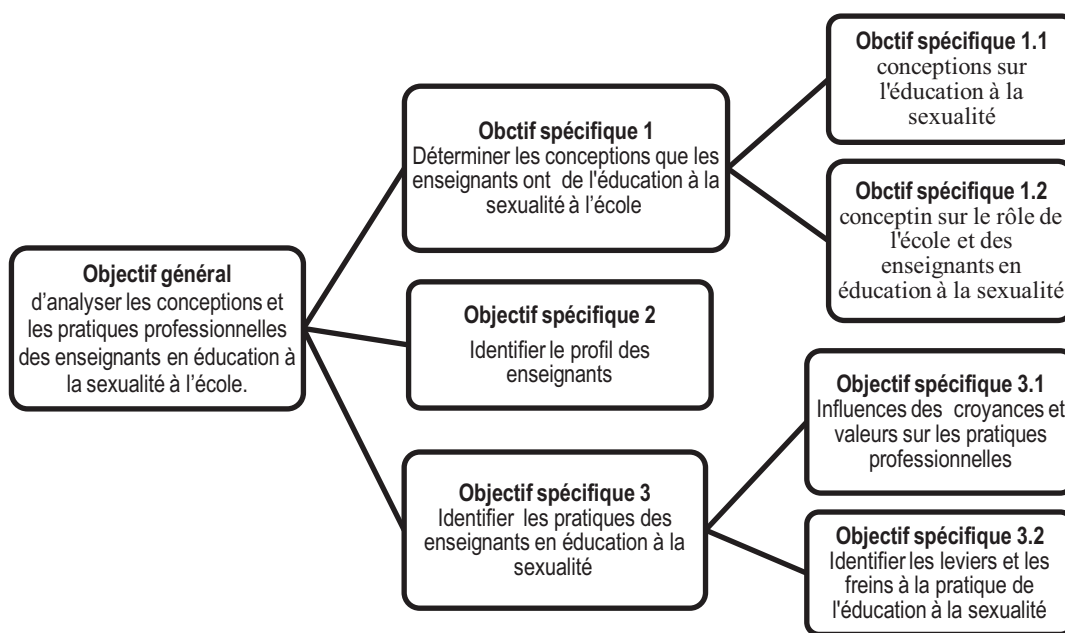 Objectif général
d'analyser les conceptions et
les pratiques professionnelles
des enseignants en éducation à
la sexualité à l'école.
Obctif spécifique 1
Déterminer les conceptions que les
enseignants ont de l'éducation à la
sexualité à l'école
Obctif spécifique 1.1
conceptions sur
l'éducation à la
sexualité
Obctif spécifique 1.2
conceptin sur le rôle de
l'école et des
enseignants en
éducation à la sexualité
Objectif spécifique 2
Identifier le profil des
enseignants
Objectif spécifique 3
Identifier les pratiques des
enseignants en éducation à la
sexualité
Objectif spécifique 3.1
Influences des croyances et
valeurs sur les pratiques
professionnelles
Objectif spécifique 3.2
Identifier les leviers et les
freins à la pratique de
l'éducation à la sexualité